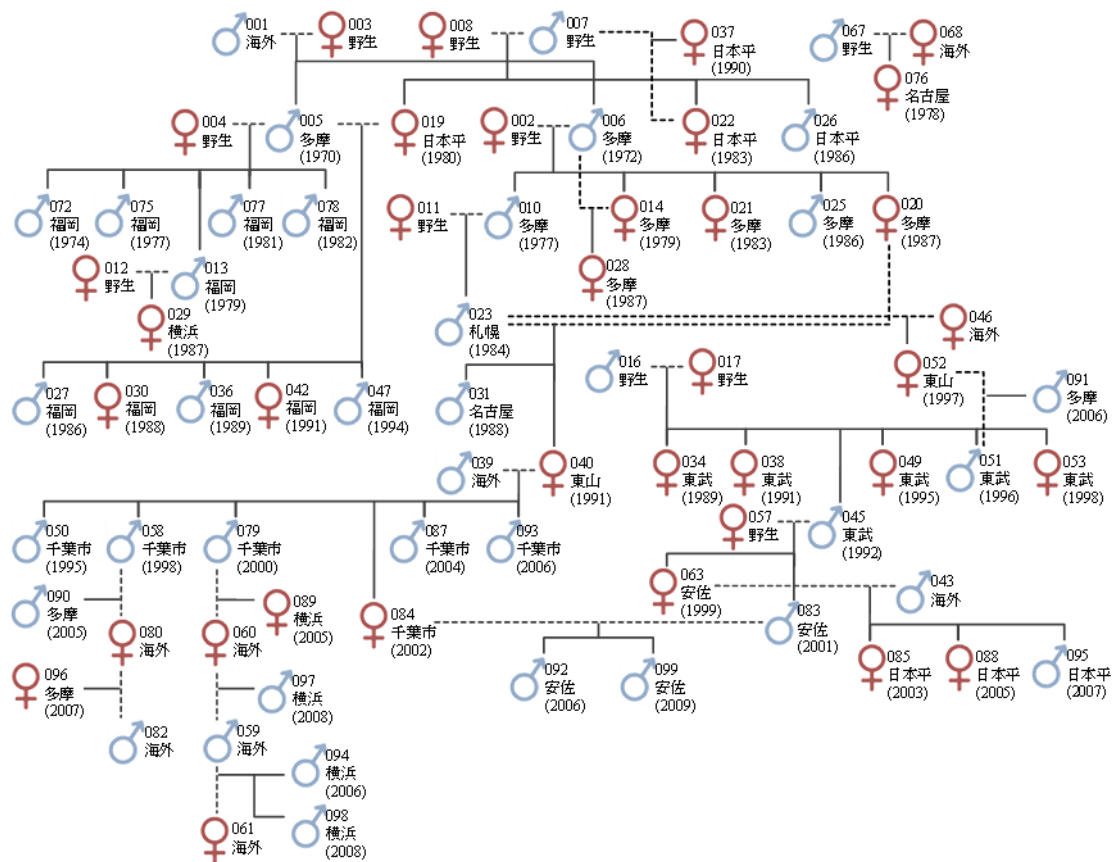 001
海外
003
野生
008
野生
007
野生
037
日本平
(1990)
067
野生
068
海外
076
名古屋
(1978)
004
野生
005
多摩
(1970)
019
日本平
(1980)
002
野生
006
多摩
(1972)
022
日本平
(1983)
026
日本平
(1986)
072
福岡
(1974)
075
福岡
(1977)
077
福岡
(1981)
078
福岡
(1982)
011
野生
010
多摩
(1977)
014
多摩
(1979)
021
多摩
(1983)
025
多摩
(1986)
020
多摩
(1987)
012
野生
013
福岡
(1979)
028
多摩
(1987)
029
横浜
(1987)
023
札幌
(1984)
046
海外
016
野生
017
野生
052
東山
(1997)
091
多摩
(2006)
027
福岡
(1986)
030
福岡
(1988)
036
福岡
(1989)
042
福岡
(1991)
047
福岡
(1994)
031
名古屋
(1988)
039
海外
040
東山
(1991)
034
東武
(1989)
038
東武
(1991)
049
東武
(1995)
051
東武
(1996)
053
東武
(1998)
057
野生
045
東武
(1992)
050
千葉市
(1995)
058
千葉市
(1998)
079
千葉市
(2000)
087
千葉市
(2004)
093
千葉市
(2006)
063
安佐
(1999)
043
海外
090
多摩
(2005)
089
横浜
(2005)
084
千葉市
(2002)
083
安佐
(2001)
080
海外
060
海外
096
多摩
(2007)
097
横浜
(2008)
092
安佐
(2006)
099
安佐
(2009)
085
日本平
(2003)
088
日本平
(2005)
095
日本平
(2007)
082
海外
059
海外
094
横浜
(2006)
061
海外
098
横浜
(2008)